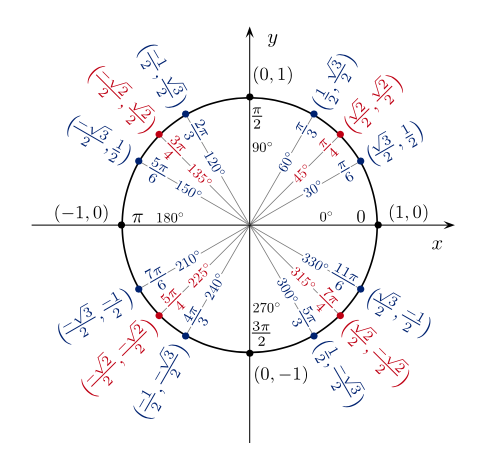 y
(0, 1)
(-1/2, √3/2)
(1/2, √3/2)
(-√2/2, √2/2)
(√2/2, √2/2)
(-√3/2, 1/2)
(√3/2, 1/2)
π/2
90°
2π/3
120°
60°
π/3
3π/4
135°
45°
π/4
5π/6
150°
30°
π/6
(-1, 0)
π
180°
0°
0
(1, 0)
x
7π/6
210°
330°
11π/6
5π/4
225°
315°
7π/4
4π/3
240°
300°
5π/3
270°
3π/2
(-√3/2, -1/2)
(√3/2, -1/2)
(-√2/2, -√2/2)
(√2/2, -√2/2)
(-1/2, -√3/2)
(1/2, -√3/2)
(0, -1)